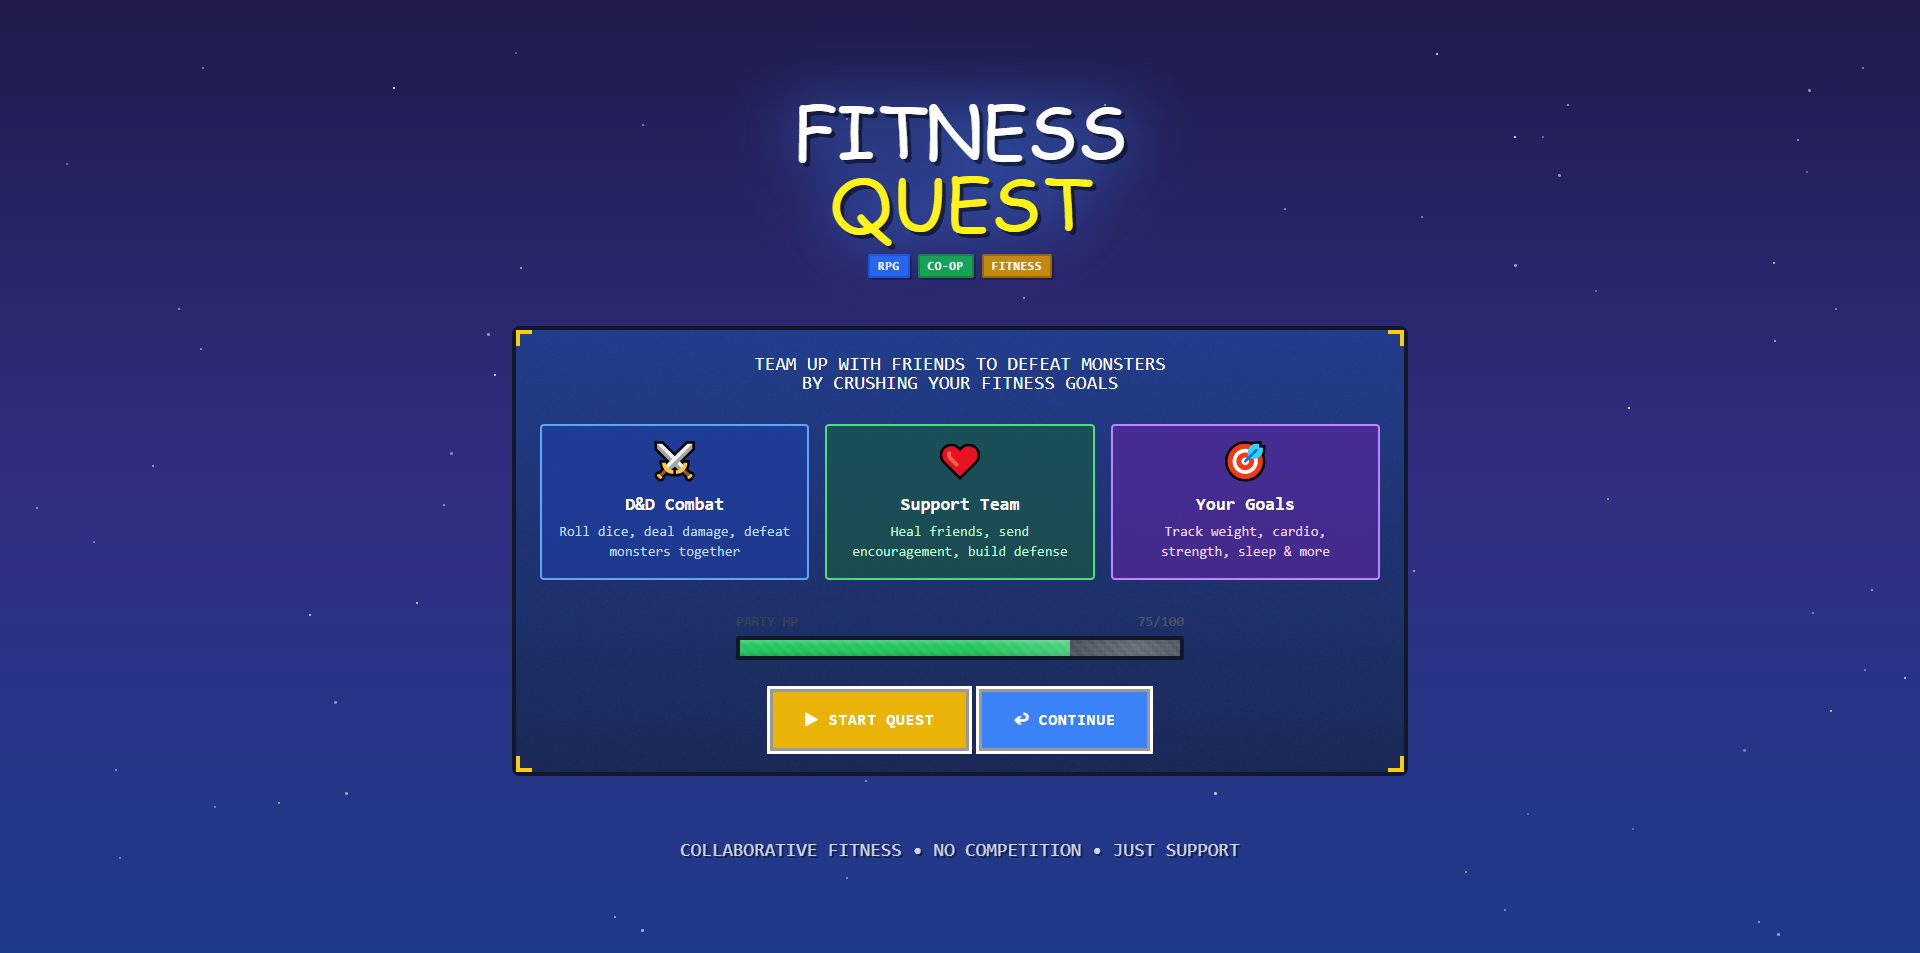 FITNESS
QUEST
RPG CO-OP FITNESS
TEAM UP WITH FRIENDS TO DEFEAT MONSTERS
BY CRUSHING YOUR FITNESS GOALS
D&D Combat
Roll dice, deal damage, defeat
monsters together
Support Team
Heal friends, send
encouragement, build defense
Your Goals
Track weight, cardio,
strength, sleep & more
PARTY HP 75/100
▶ START QUEST
↩ CONTINUE
COLLABORATIVE FITNESS • NO COMPETITION • JUST SUPPORT